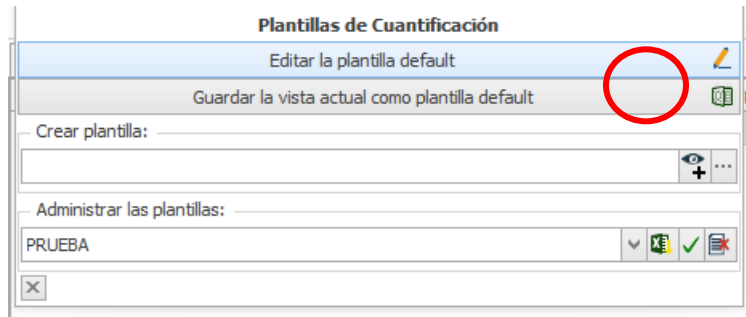 Plantillas de Cuantificación
Editar la plantilla default
Guardar la vista actual como plantilla default
Crear plantilla:
Administrar las plantillas:
PRUEBA